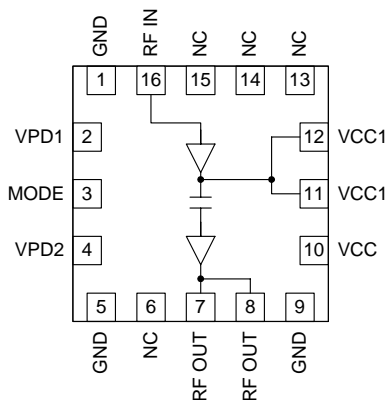 GND
RF IN
NC
NC
NC
1
16
15
14
13
VPD1
2
12
VCC1
MODE
3
11
VCC1
VPD2
4
10
VCC
5
6
7
8
9
GND
NC
RF OUT
RF OUT
GND